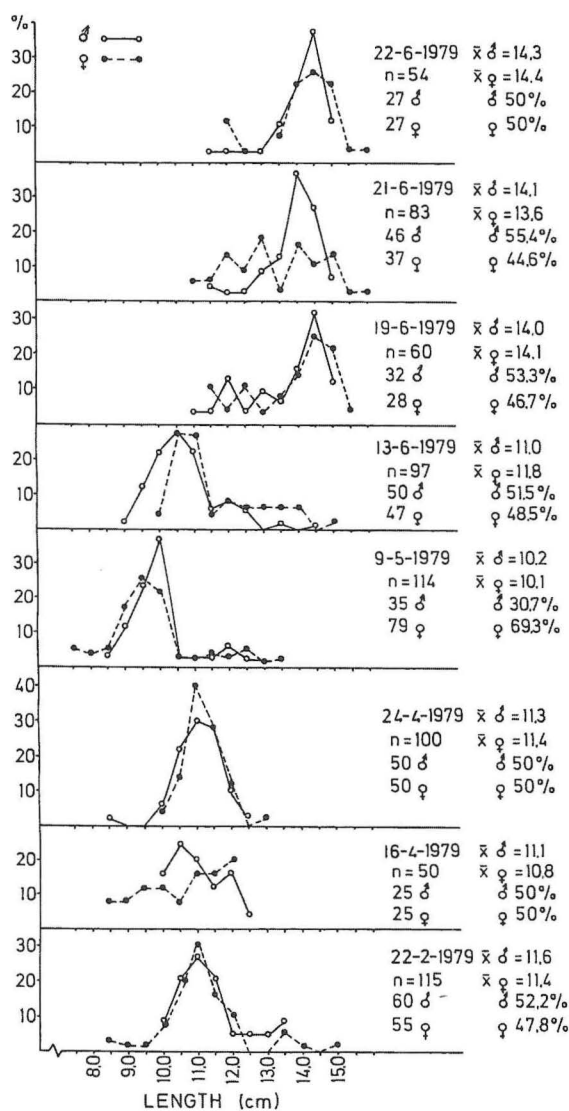 %
♂
♀
30
20
10
22-6-1979 x̄ ♂=14,3
n=54 x̄ ♀=14,4
27 ♂ ♂ 50%
27 ♀ ♀ 50%
30
20
10
21-6-1979 x̄ ♂=14,1
n=83 x̄ ♀=13,6
46 ♂ ♂ 55,4%
37 ♀ ♀ 44,6%
30
20
10
19-6-1979 x̄ ♂=14,0
n=60 x̄ ♀=14,1
32 ♂ ♂ 53,3%
28 ♀ ♀ 46,7%
20
10
13-6-1979 x̄ ♂=11,0
n=97 x̄ ♀=11,8
50 ♂ ♂ 51,5%
47 ♀ ♀ 48,5%
30
20
10
9-5-1979 x̄ ♂=10,2
n=114 x̄ ♀=10,1
35 ♂ ♂ 30,7%
79 ♀ ♀ 69,3%
40
30
20
10
24-4-1979 x̄ ♂=11,3
n=100 x̄ ♀=11,4
50 ♂ ♂ 50%
50 ♀ ♀ 50%
20
10
16-4-1979 x̄ ♂=11,1
n=50 x̄ ♀=10,8
25 ♂ ♂ 50%
25 ♀ ♀ 50%
30
20
10
22-2-1979 x̄ ♂=11,6
n=115 x̄ ♀=11,4
60 ♂ ♂ 52,2%
55 ♀ ♀ 47,8%
8.0 9.0 10.0 11.0 12.0 13.0 14.0 15.0
LENGTH (cm)